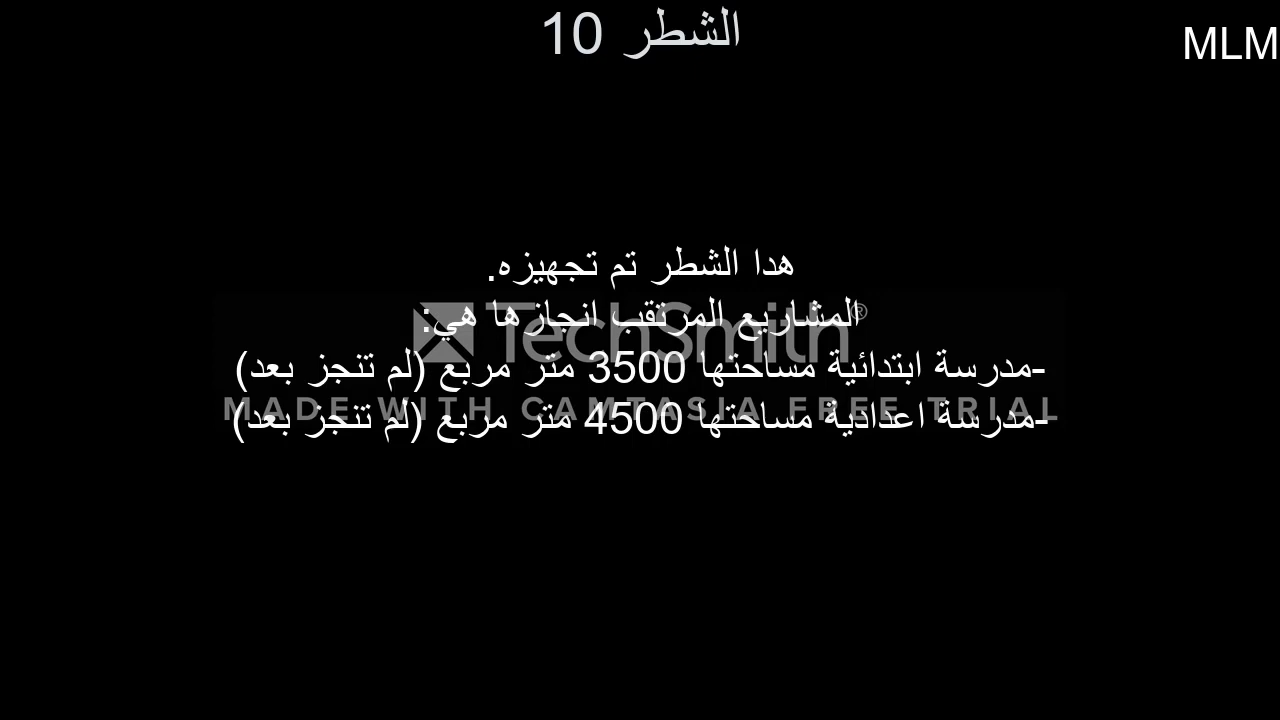 الشطر 10
MLM
هدا الشطر تم تجهيزه.
المشاريع المرتقب انجازها هي:
-مدرسة ابتدائية مساحتها 3500 متر مربع (لم تنجز بعد)
-مدرسة اعدادية مساحتها 4500 متر مربع (لم تنجز بعد)
TechSmith®
MADE WITH CAMTASIA FREE TRIAL